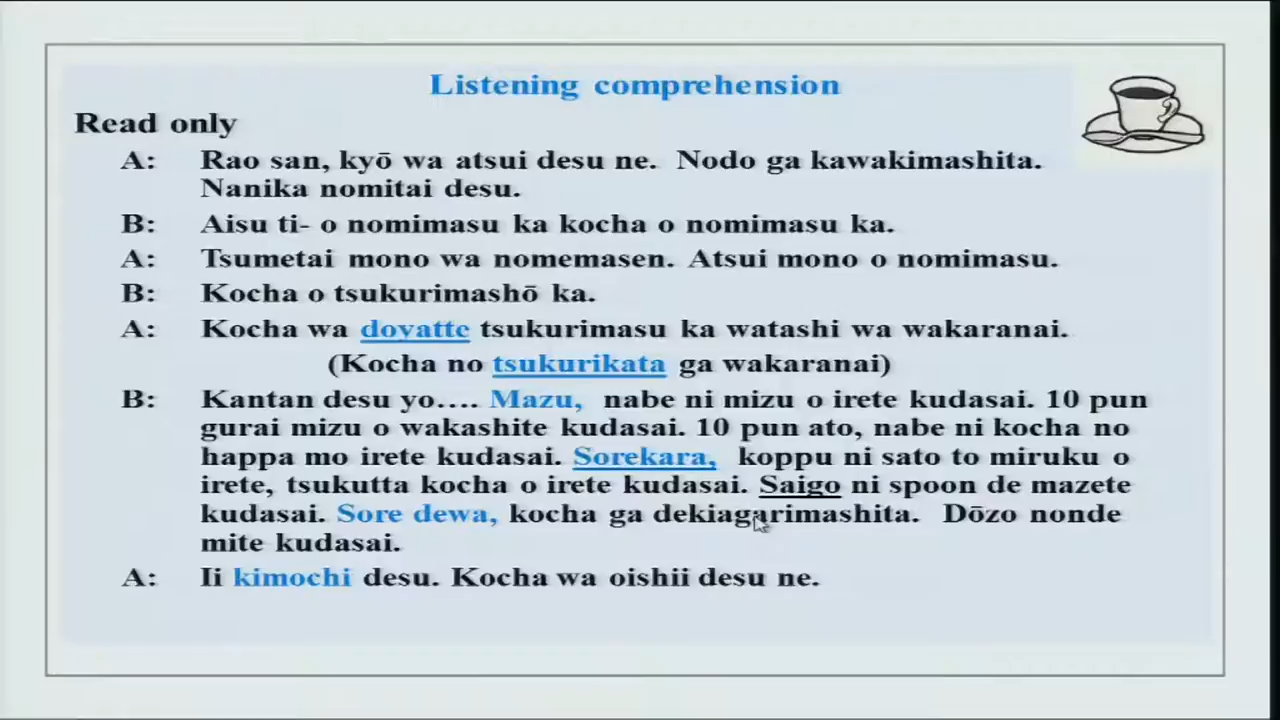 Listening comprehension
Read only
A: Rao san, kyō wa atsui desu ne. Nodo ga kawakimashita.
Nanika nomitai desu.
B: Aisu ti- o nomimasu ka kocha o nomimasu ka.
A: Tsumetai mono wa nomemasen. Atsui mono o nomimasu.
B: Kocha o tsukurimashō ka.
A: Kocha wa doyatte tsukurimasu ka watashi wa wakaranai.
(Kocha no tsukurikata ga wakaranai)
B: Kantan desu yo…. Mazu, nabe ni mizu o irete kudasai. 10 pun
gurai mizu o wakashite kudasai. 10 pun ato, nabe ni kocha no
happa mo irete kudasai. Sorekara, koppu ni sato to miruku o
irete, tsukutta kocha o irete kudasai. Saigo ni spoon de mazete
kudasai. Sore dewa, kocha ga dekiagarimashita. Dōzo nonde
mite kudasai.
A: Ii kimochi desu. Kocha wa oishii desu ne.